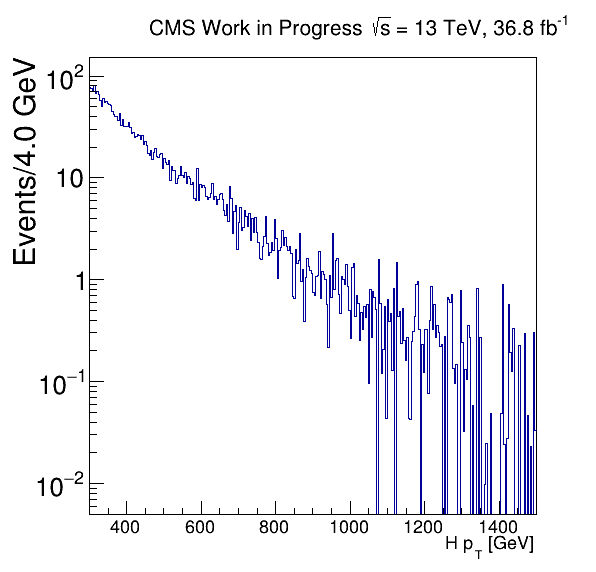 CMS Work in Progress √s = 13 TeV, 36.8 fb⁻¹
Events/4.0 GeV
10²
10
1
10⁻¹
10⁻²
400 600 800 1000 1200 1400
H p_T [GeV]